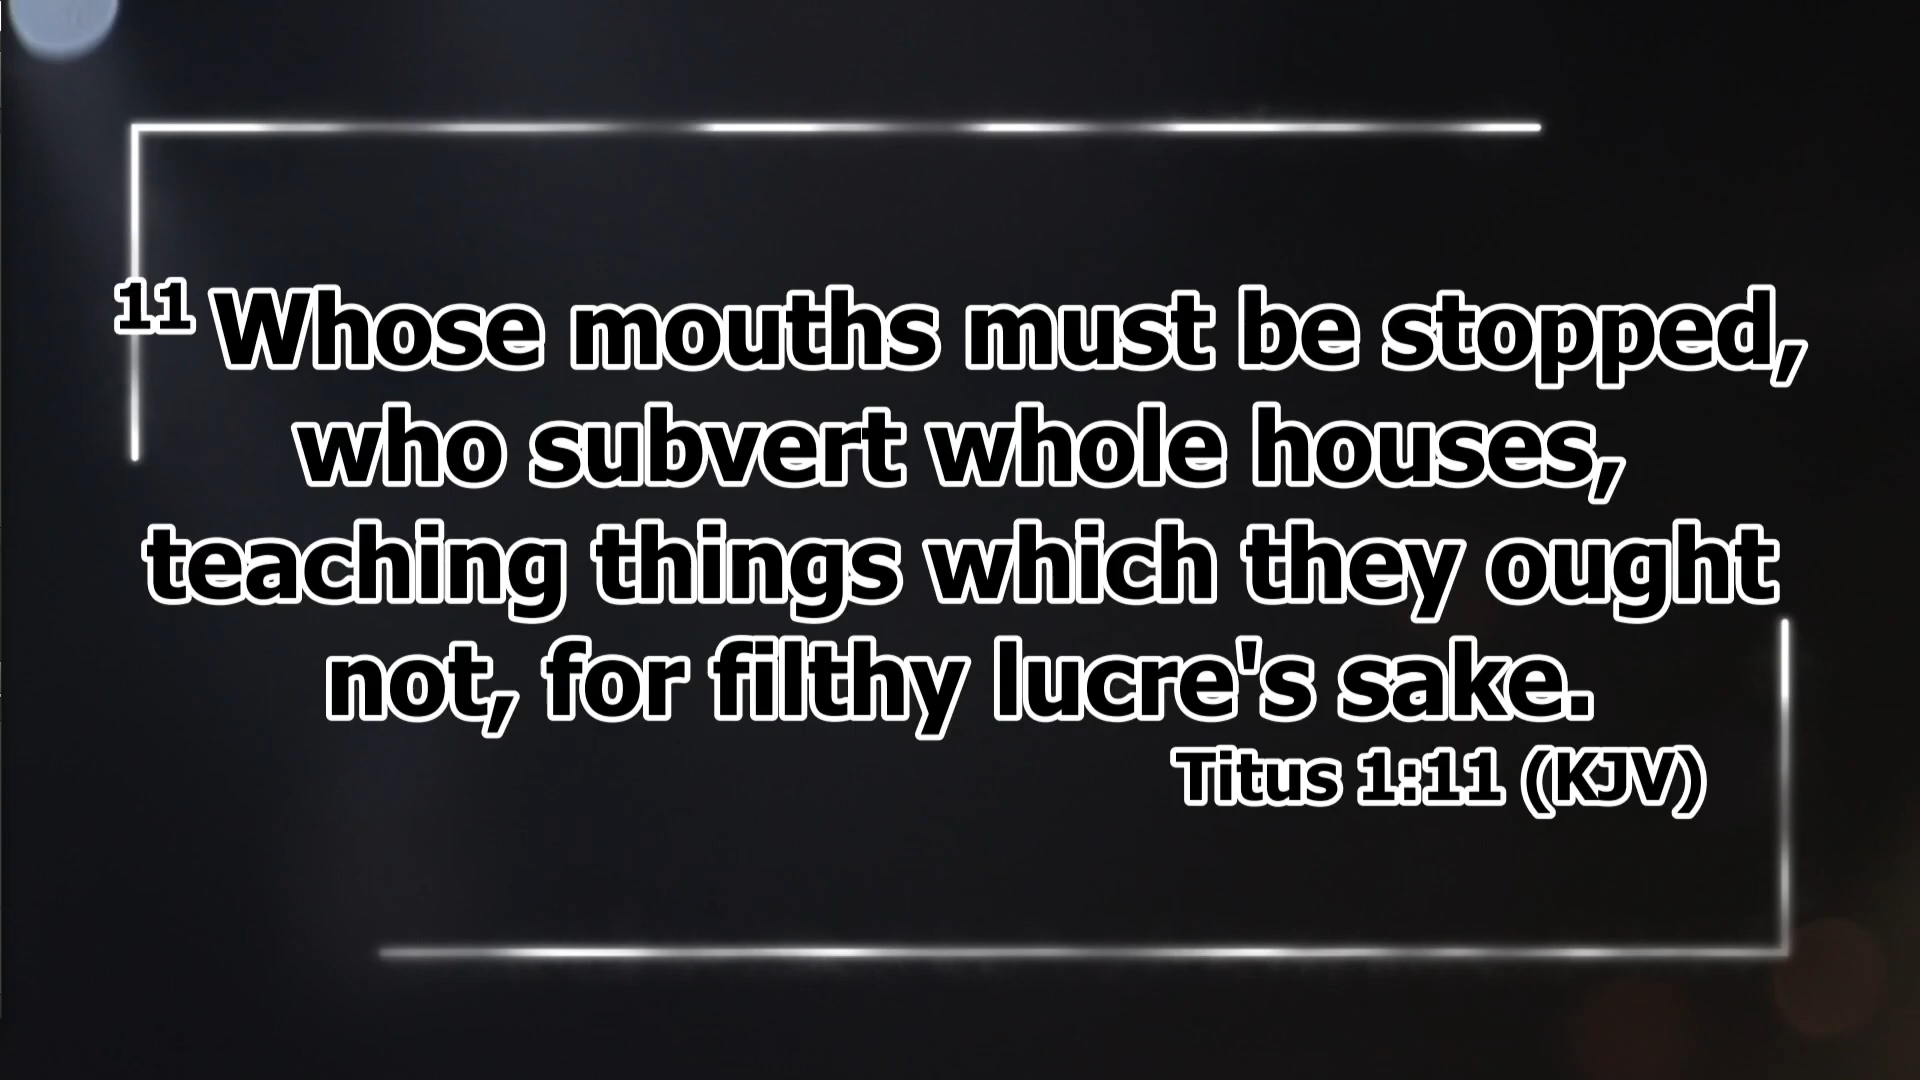 11 Whose mouths must be stopped,
who subvert whole houses,
teaching things which they ought
not, for filthy lucre's sake.
Titus 1:11 (KJV)